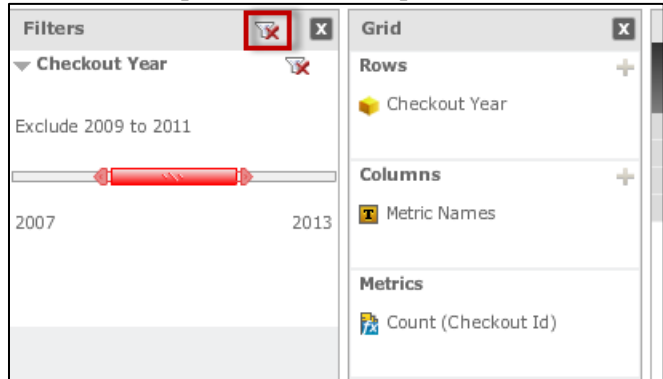 Filters
Checkout Year
Exclude 2009 to 2011
2007 2013
Grid
Rows
Checkout Year
Columns
T Metric Names
Metrics
fx Count (Checkout Id)